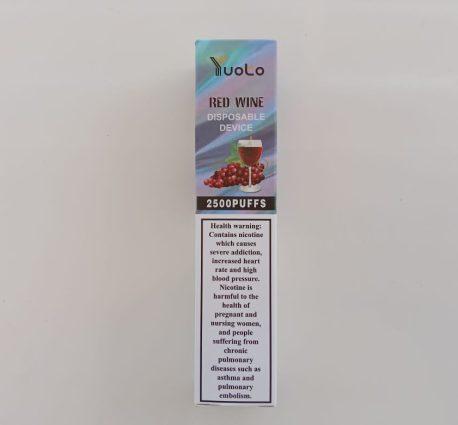 YuoLo
RED WINE
DISPOSABLE
DEVICE
2500PUFFS
Health warning:
Contains nicotine
which causes
severe addiction,
increased heart
rate and high
blood pressure.
Nicotine is
harmful to the
health of
pregnant and
nursing women,
and people
suffering from
chronic
pulmonary
diseases such as
asthma and
pulmonary
embolism.